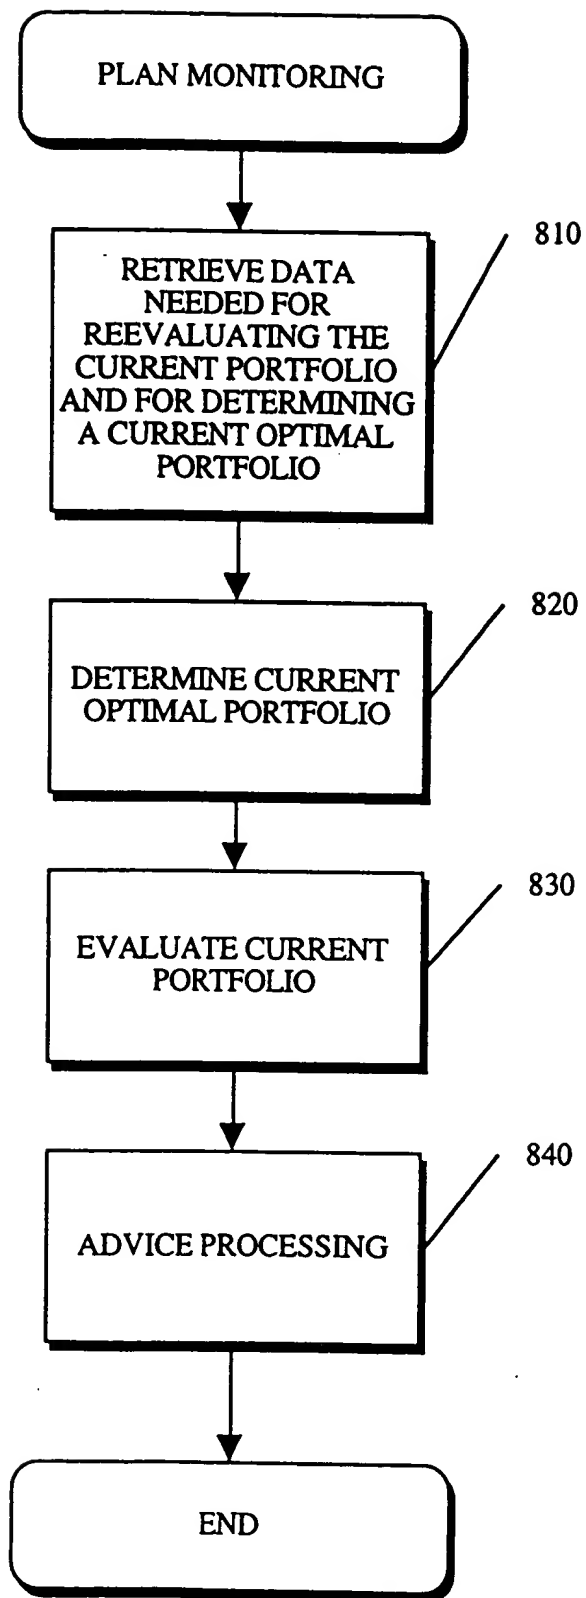 PLAN MONITORING
810
RETRIEVE DATA
NEEDED FOR
REEVALUATING THE
CURRENT PORTFOLIO
AND FOR DETERMINING
A CURRENT OPTIMAL
PORTFOLIO
820
DETERMINE CURRENT
OPTIMAL PORTFOLIO
830
EVALUATE CURRENT
PORTFOLIO
840
ADVICE PROCESSING
END